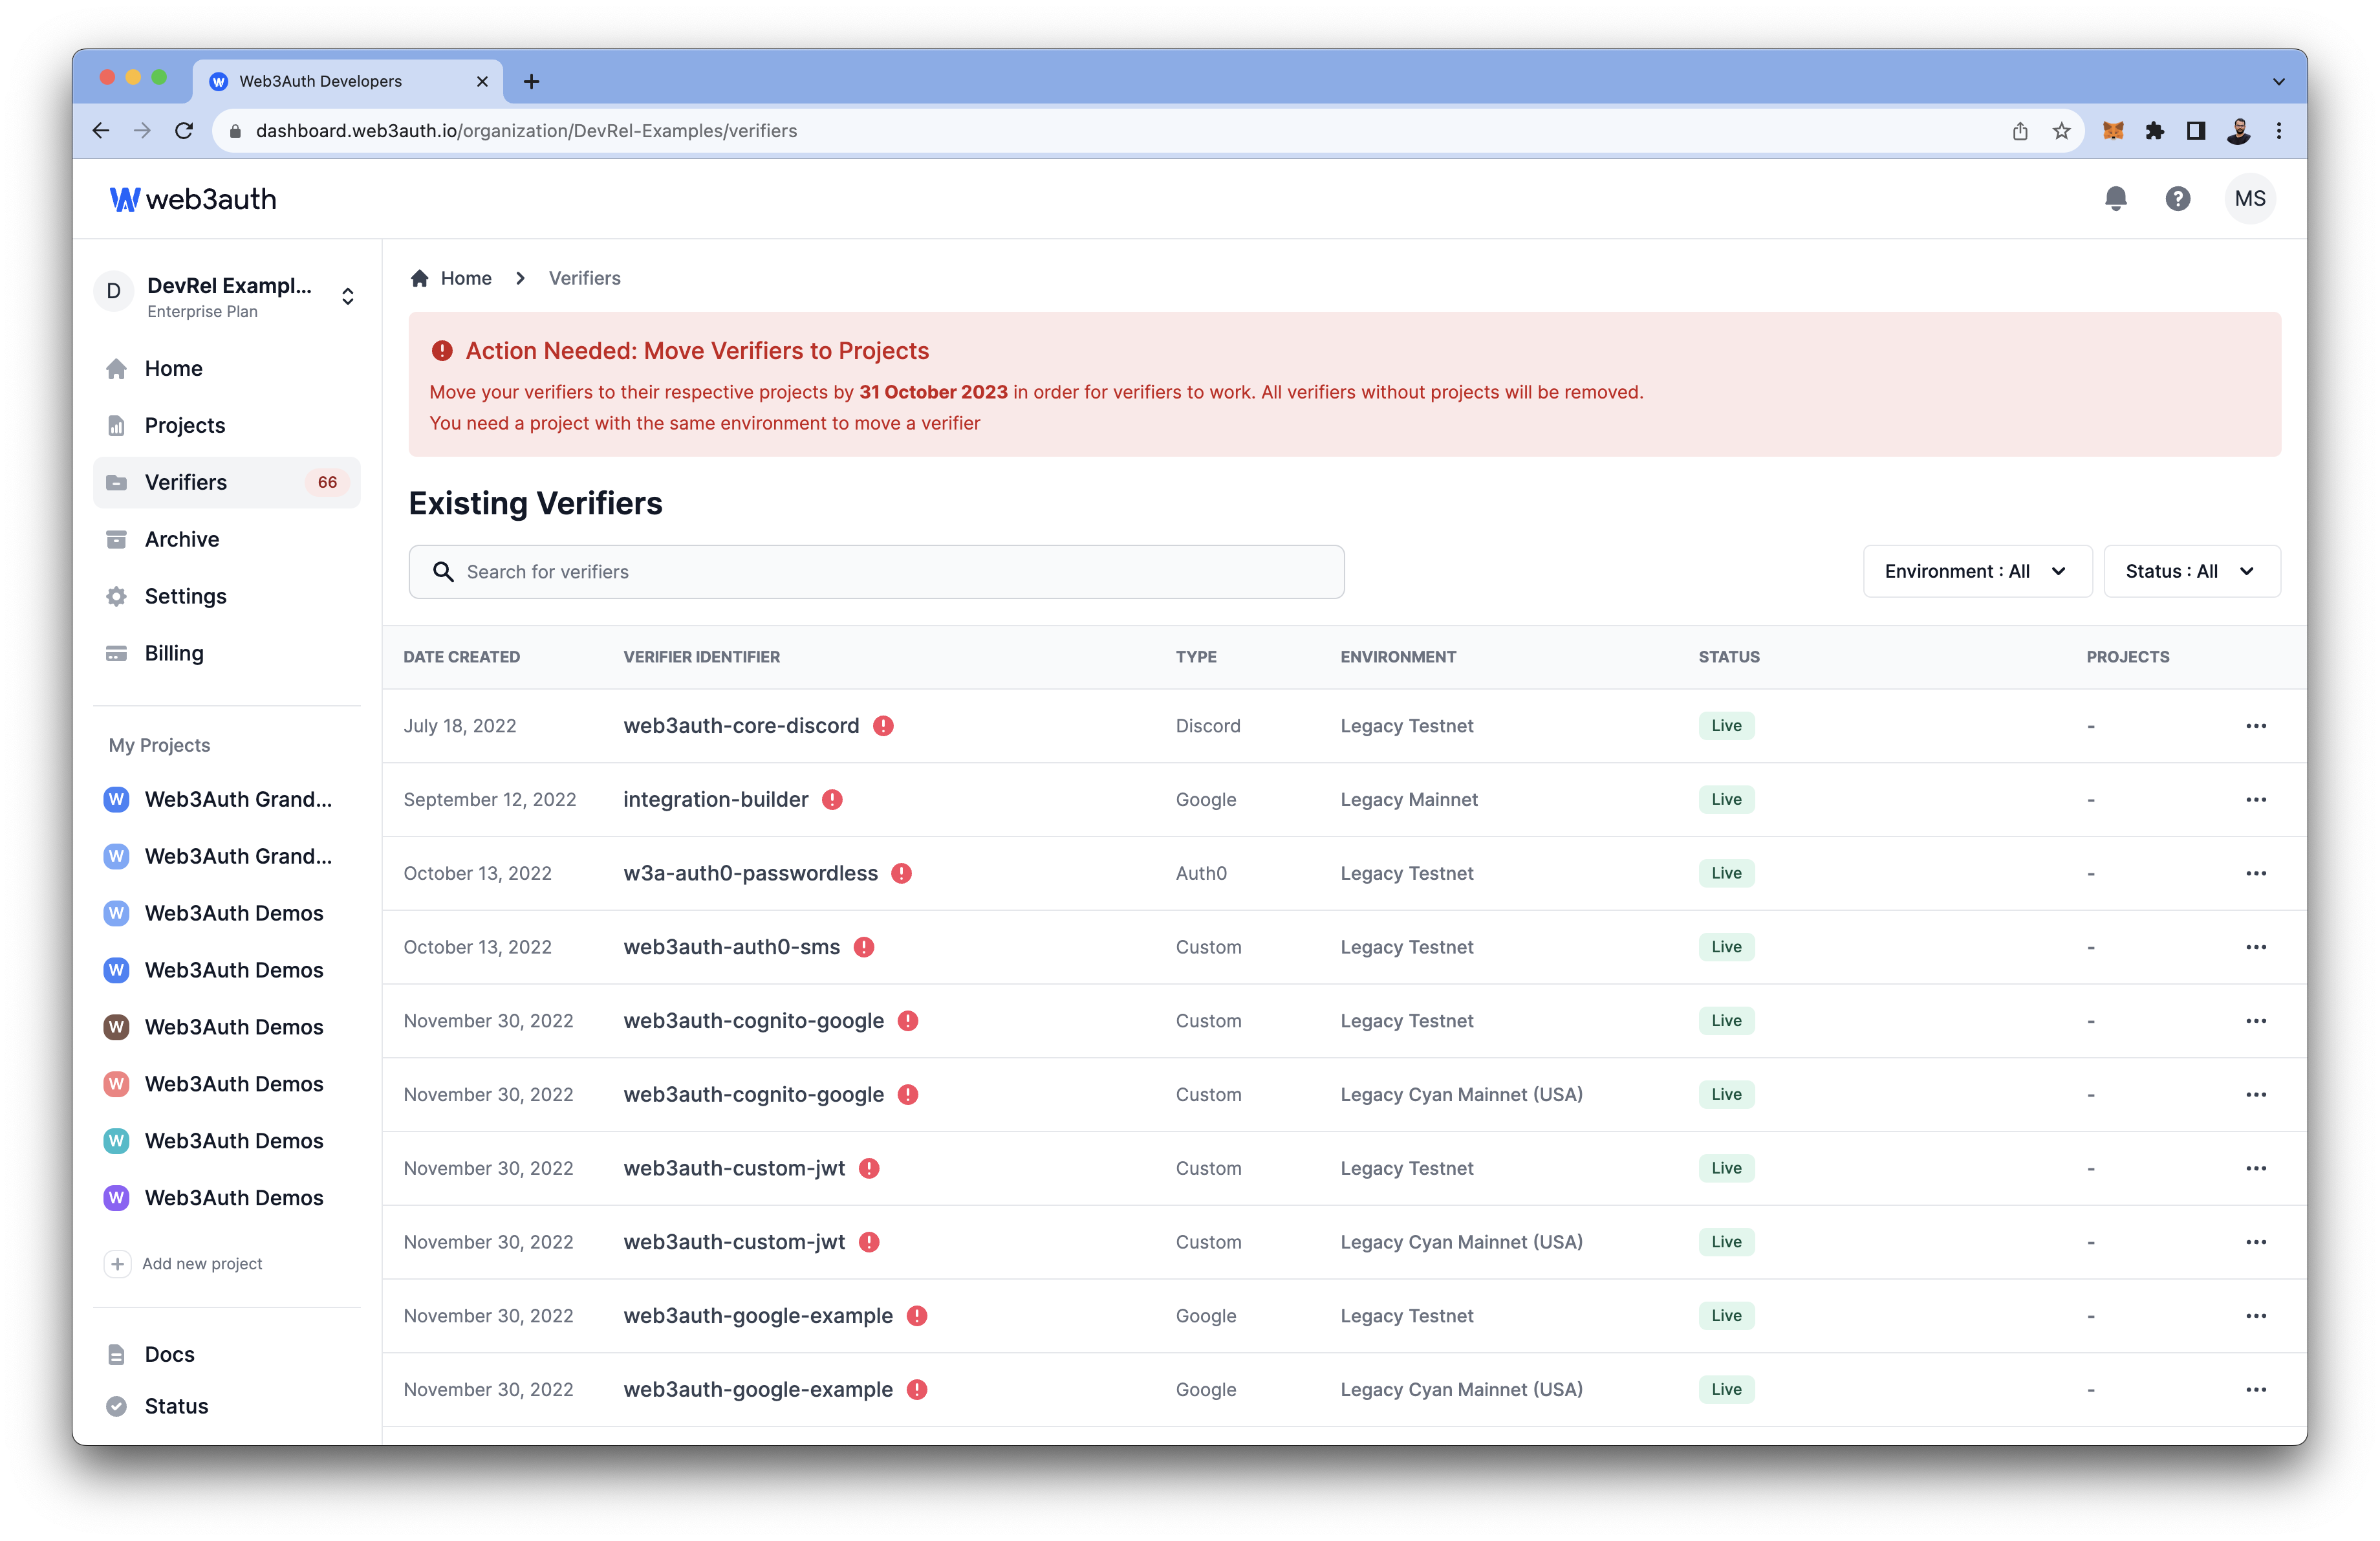 Web3Auth Developers
dashboard.web3auth.io/organization/DevRel-Examples/verifiers
web3auth
MS
D
DevRel Exampl...
Enterprise Plan
Home
Projects
Verifiers 66
Archive
Settings
Billing
My Projects
W Web3Auth Grand...
W Web3Auth Grand...
W Web3Auth Demos
W Web3Auth Demos
W Web3Auth Demos
W Web3Auth Demos
W Web3Auth Demos
W Web3Auth Demos
+ Add new project
Docs
Status
Home > Verifiers
Action Needed: Move Verifiers to Projects
Move your verifiers to their respective projects by 31 October 2023 in order for verifiers to work. All verifiers without projects will be removed.
You need a project with the same environment to move a verifier
Existing Verifiers
Search for verifiers
Environment : All
Status : All
DATE CREATED VERIFIER IDENTIFIER TYPE ENVIRONMENT STATUS PROJECTS
July 18, 2022 web3auth-core-discord Discord Legacy Testnet Live -
September 12, 2022 integration-builder Google Legacy Mainnet Live -
October 13, 2022 w3a-auth0-passwordless Auth0 Legacy Testnet Live -
October 13, 2022 web3auth-auth0-sms Custom Legacy Testnet Live -
November 30, 2022 web3auth-cognito-google Custom Legacy Testnet Live -
November 30, 2022 web3auth-cognito-google Custom Legacy Cyan Mainnet (USA) Live -
November 30, 2022 web3auth-custom-jwt Custom Legacy Testnet Live -
November 30, 2022 web3auth-custom-jwt Custom Legacy Cyan Mainnet (USA) Live -
November 30, 2022 web3auth-google-example Google Legacy Testnet Live -
November 30, 2022 web3auth-google-example Google Legacy Cyan Mainnet (USA) Live -